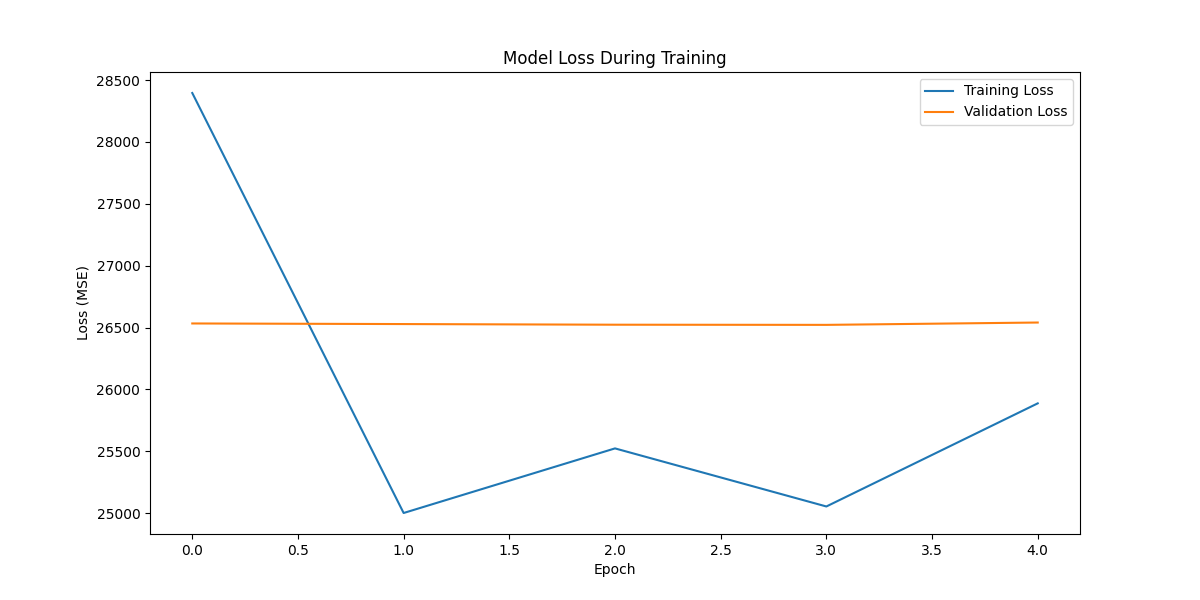 Model Loss During Training
Training Loss
Validation Loss
28500
28000
27500
27000
26500
26000
25500
25000
Loss (MSE)
0.0 0.5 1.0 1.5 2.0 2.5 3.0 3.5 4.0
Epoch